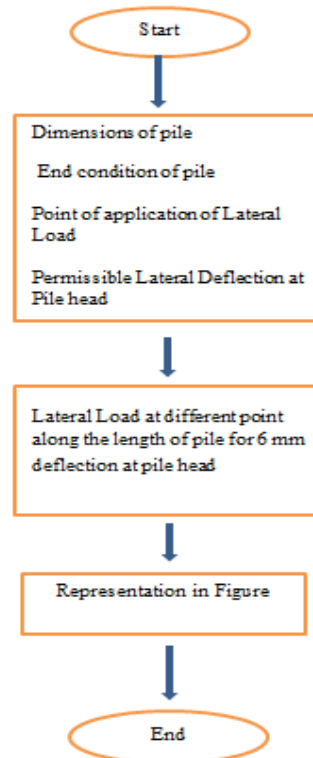 Start
Dimensions of pile
End condition of pile
Point of application of Lateral
Load
Permissible Lateral Deflection at
Pile head
Lateral Load at different point
along the length of pile for 6 mm
deflection at pile head
Representation in Figure
End